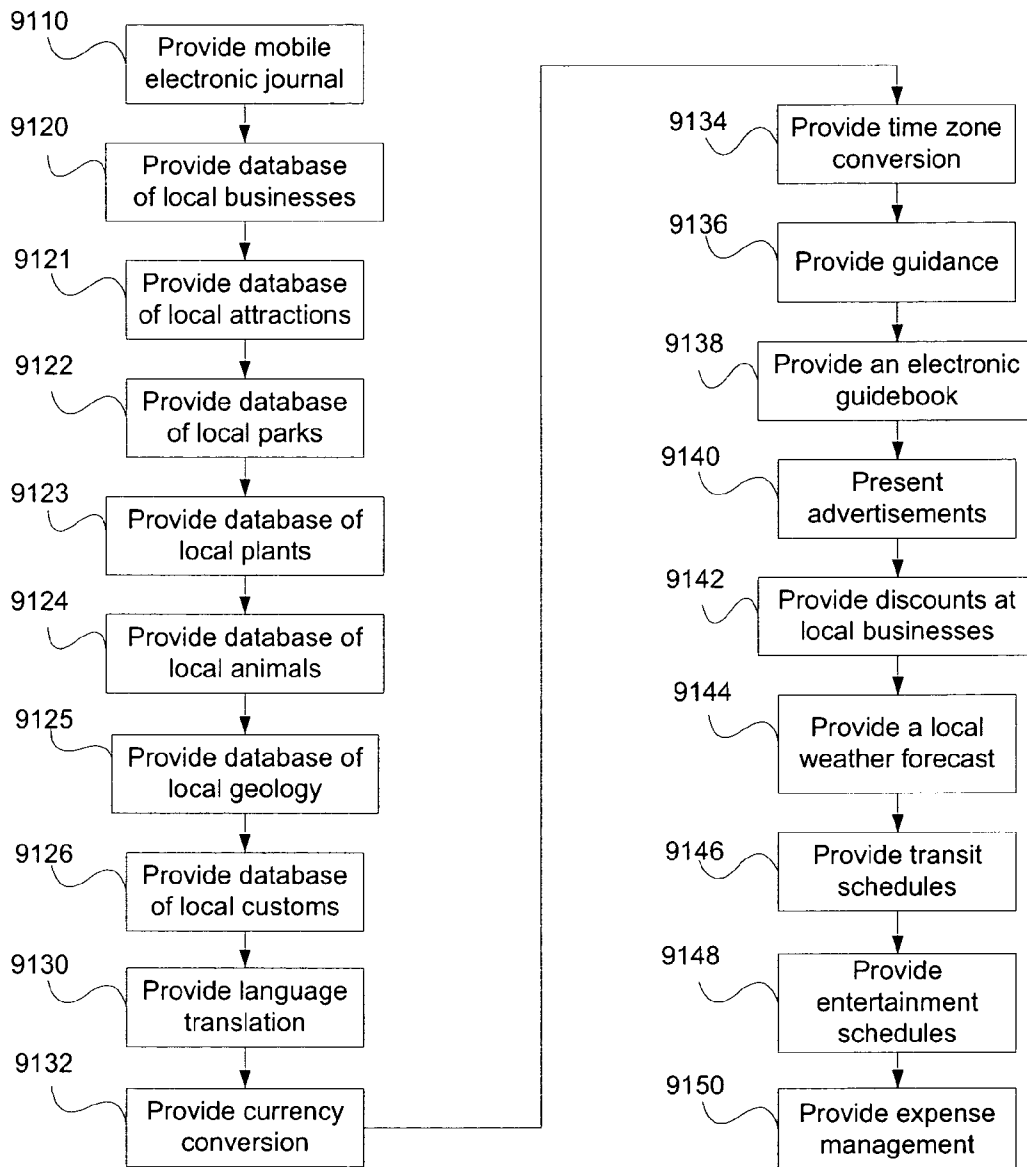 9110
Provide mobile
electronic journal
9120
Provide database
of local businesses
9121
Provide database
of local attractions
9122
Provide database
of local parks
9123
Provide database of
local plants
9124
Provide database of
local animals
9125
Provide database of
local geology
9126
Provide database
of local customs
9130
Provide language
translation
9132
Provide currency
conversion
9134
Provide time zone
conversion
9136
Provide guidance
9138
Provide an electronic
guidebook
9140
Present
advertisements
9142
Provide discounts at
local businesses
9144
Provide a local
weather forecast
9146
Provide transit
schedules
9148
Provide
entertainment
schedules
9150
Provide expense
management